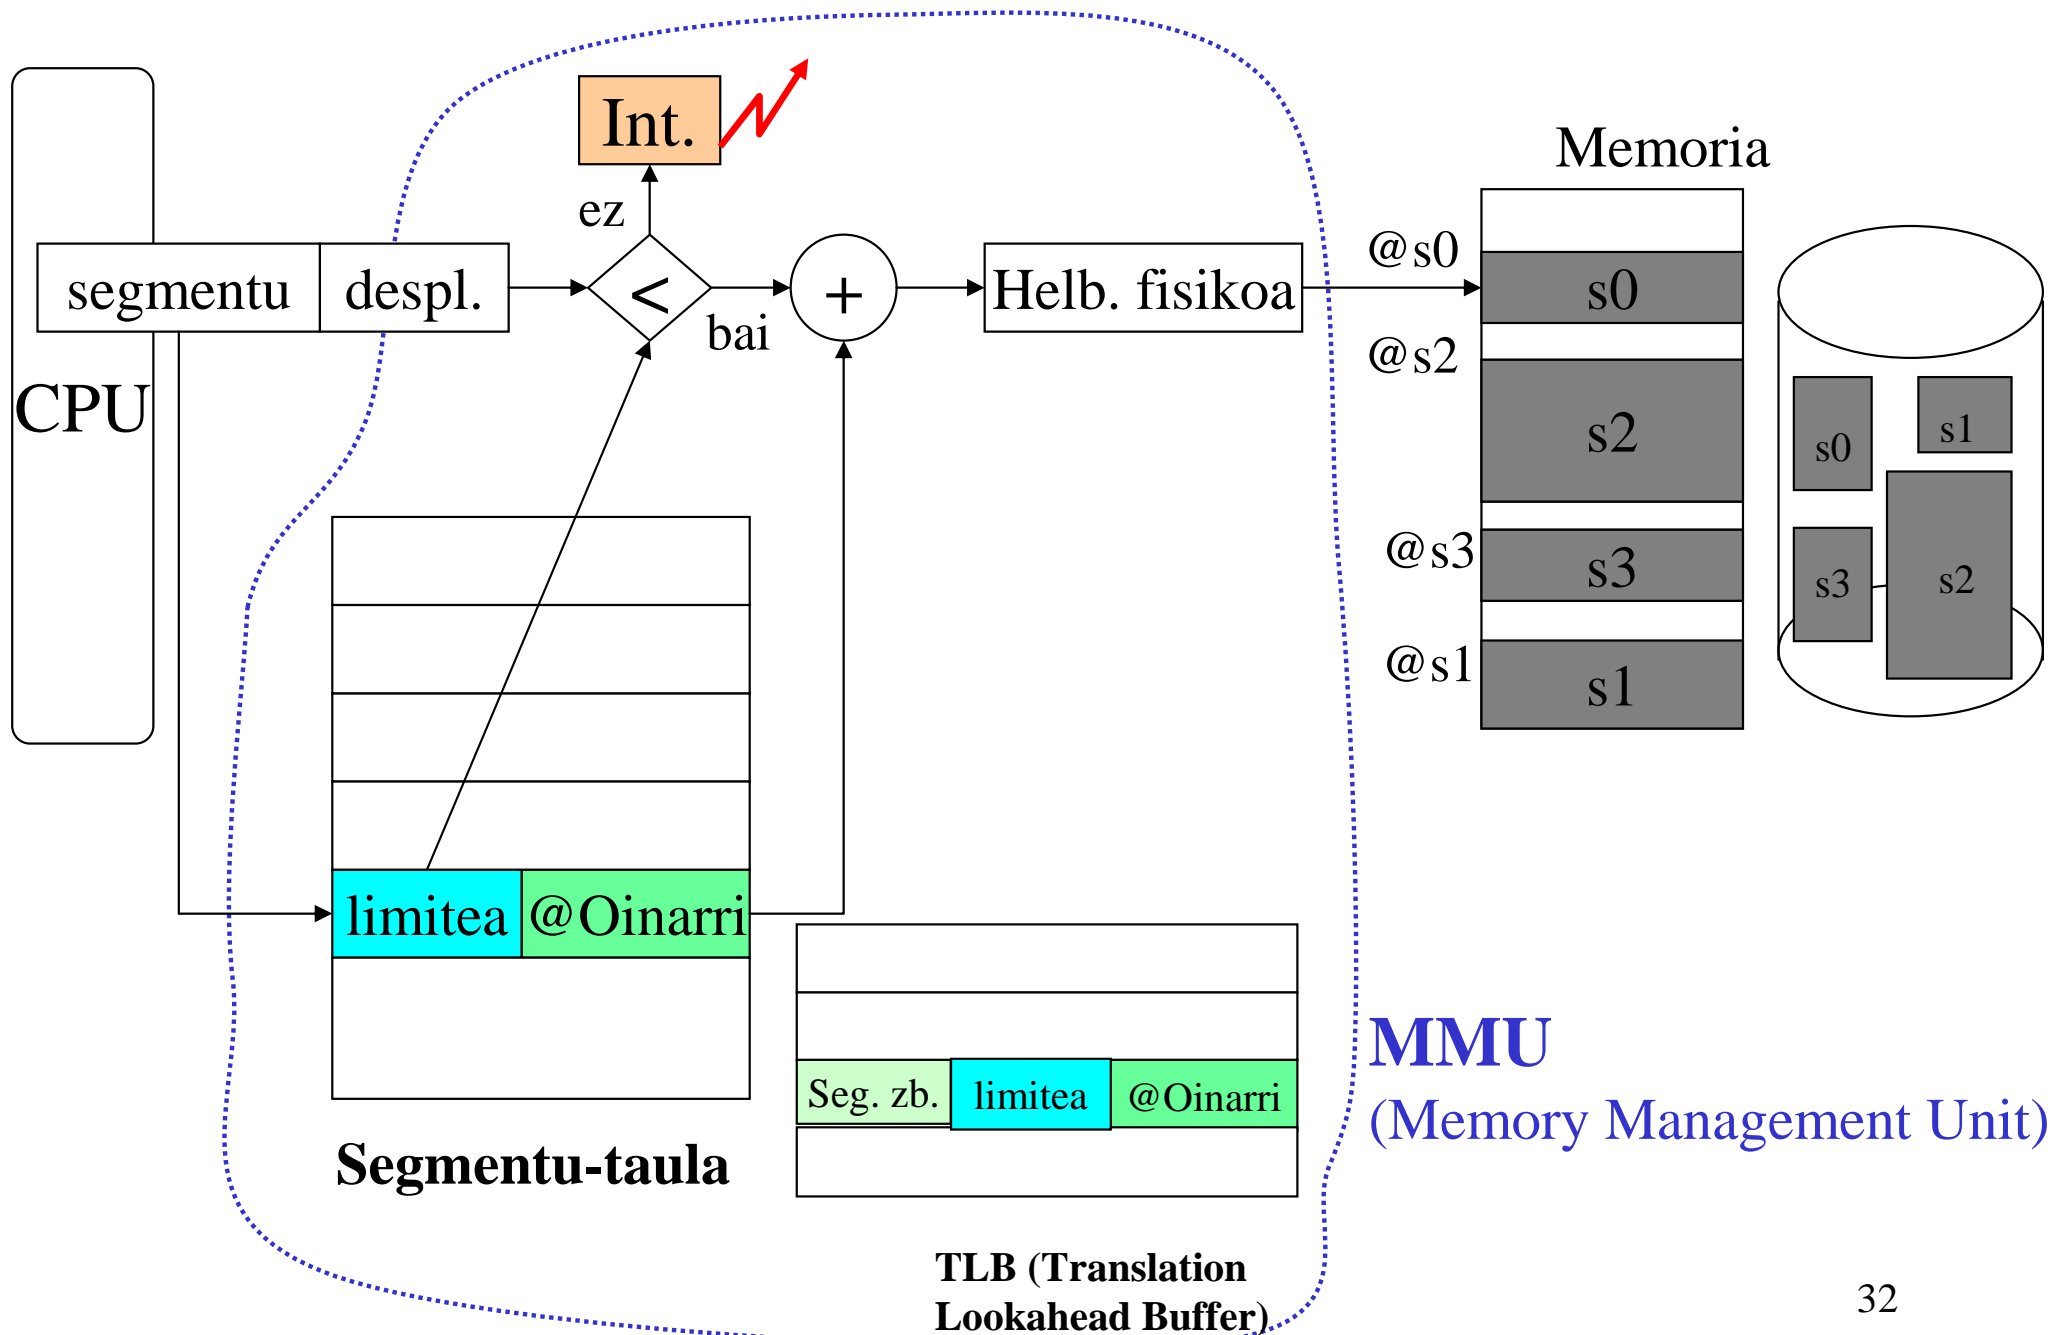 Int.
Memoria
ez
@s0
segmentu despl. < bai + Helb. fisikoa
s0
@s2
CPU
s2
s0
s1
@s3
s3
s3
s2
@s1
s1
limitea @Oinarri
MMU
(Memory Management Unit)
Seg. zb. limitea @Oinarri
Segmentu-taula
TLB (Translation
Lookahead Buffer)
32